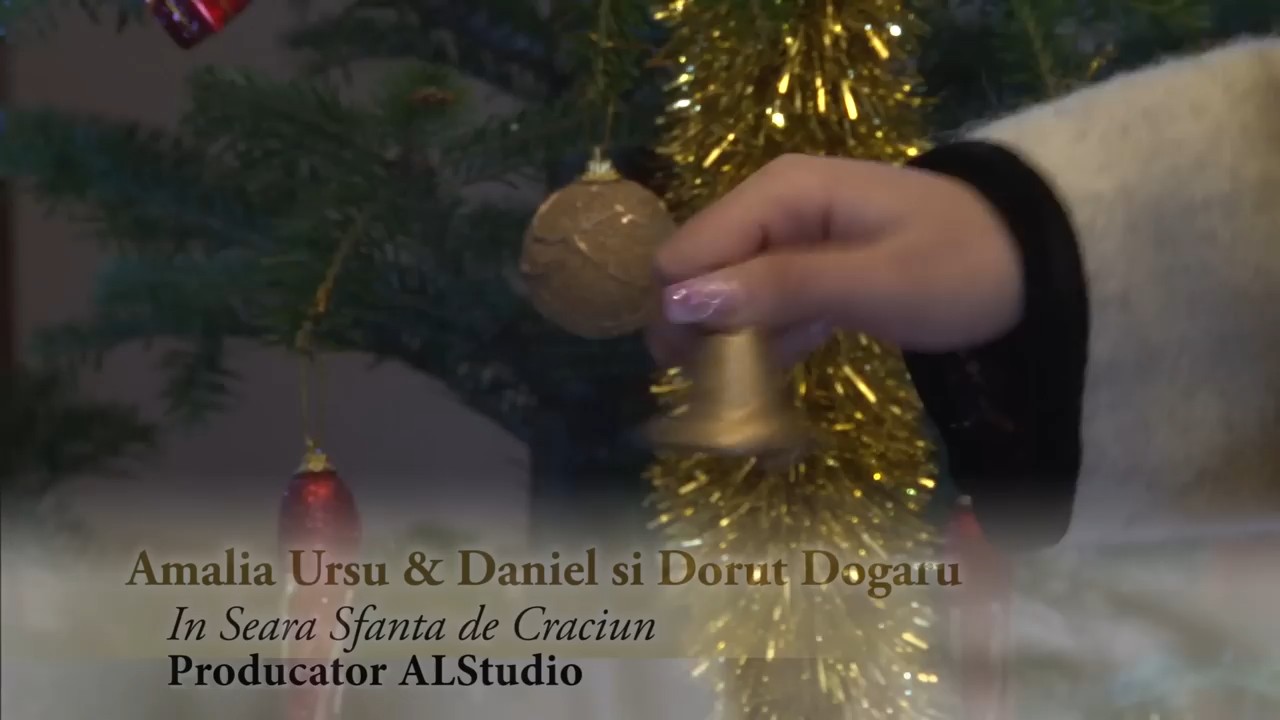 Amalia Ursu & Daniel si Dorut Dogaru
In Seara Sfanta de Craciun
Producator ALStudio